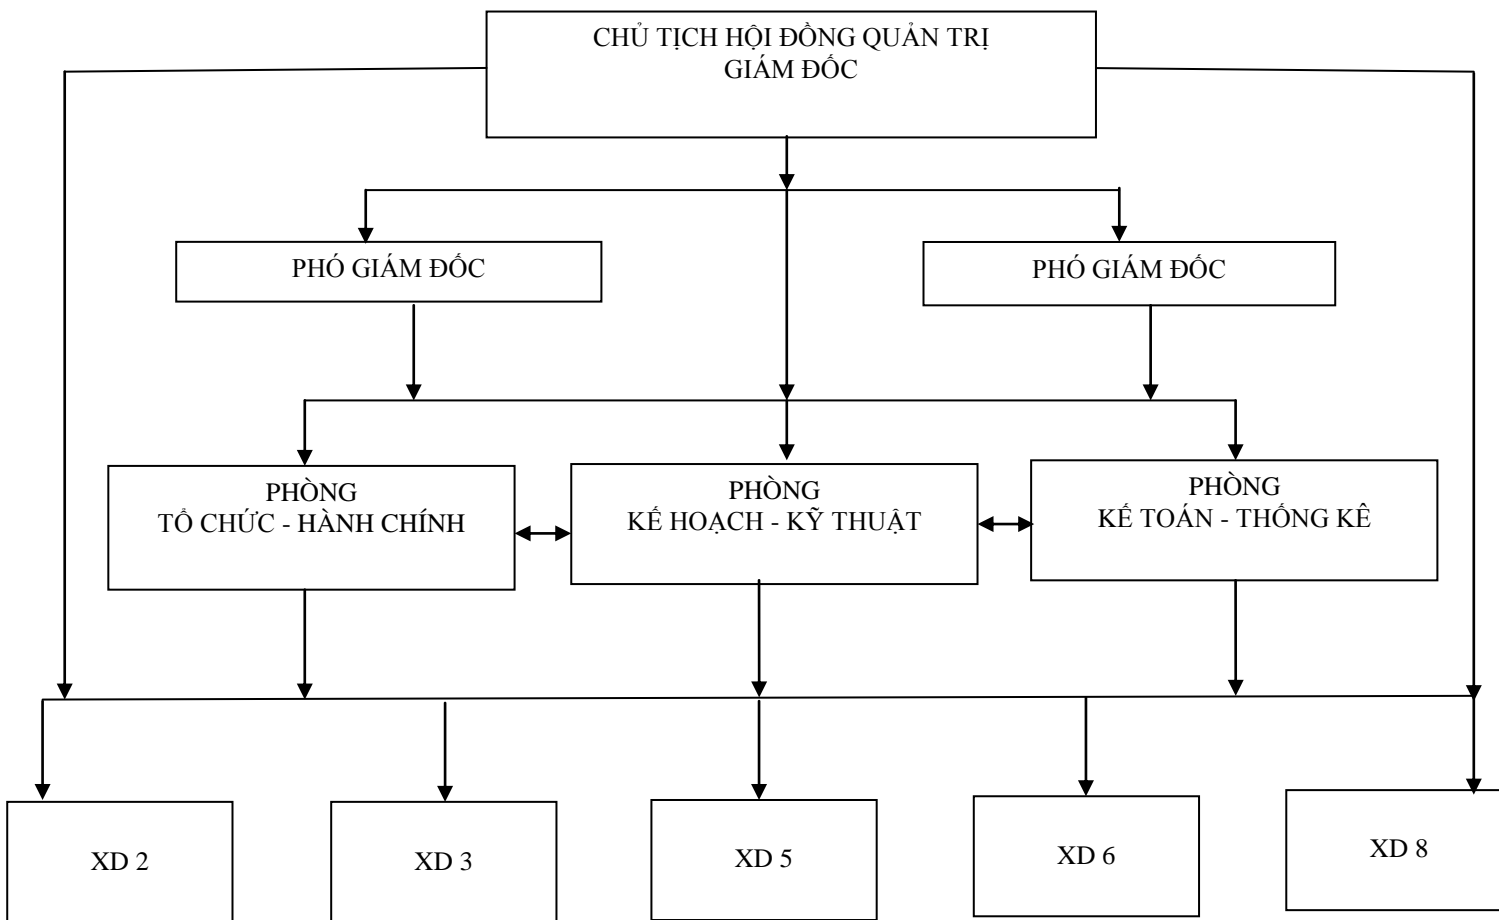 CHỦ TỊCH HỘI ĐỒNG QUẢN TRỊ
GIÁM ĐỐC
PHÓ GIÁM ĐỐC
PHÓ GIÁM ĐỐC
PHÒNG
TỔ CHỨC - HÀNH CHÍNH
PHÒNG
KẾ HOẠCH - KỸ THUẬT
PHÒNG
KẾ TOÁN - THỐNG KÊ
XD 2
XD 3
XD 5
XD 6
XD 8